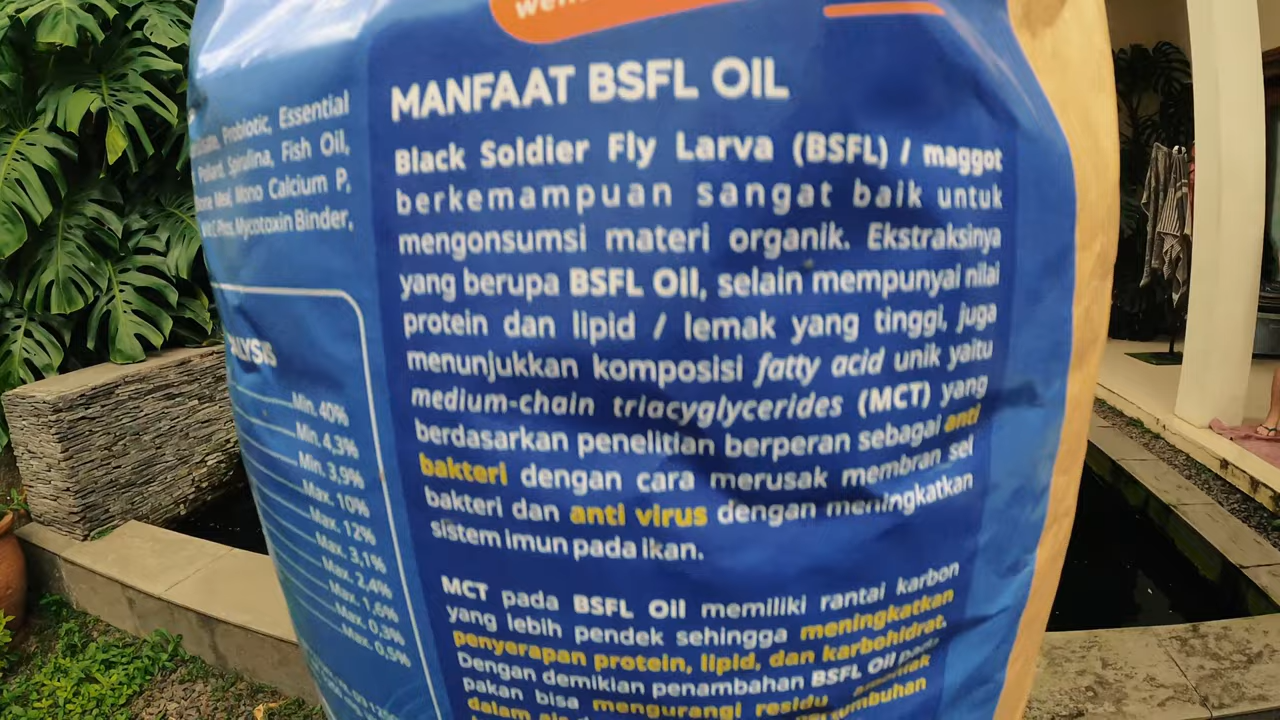 MANFAAT BSFL OIL
Black Soldier Fly Larva (BSFL) / maggot
berkemampuan sangat baik untuk
mengonsumsi materi organik. Ekstraksinya
yang berupa BSFL Oil, selain mempunyai nilai
protein dan lipid / lemak yang tinggi, juga
menunjukkan komposisi fatty acid unik yaitu
medium-chain triacyglycerides (MCT) yang
berdasarkan penelitian berperan sebagai anti
bakteri dengan cara merusak membran sel
bakteri dan anti virus dengan meningkatkan
sistem imun pada ikan.
MCT pada BSFL Oil memiliki rantai karbon
yang lebih pendek sehingga meningkatkan
penyerapan protein, lipid, dan karbohidrat.
Dengan demikian penambahan BSFL Oil pada
pakan bisa mengurangi residu
dalam
Probiotic, Essential
Pollard, Spirulina, Fish Oil,
Meal, Mono Calcium P,
Mycotoxin Binder,
Min. 40%
Min. 4,3%
Min. 3,9%
Max. 10%
Max. 12%
Max. 3,1%
Max. 2,4%
Max. 1,6%
Max. 0,3%
Max. 0,5%